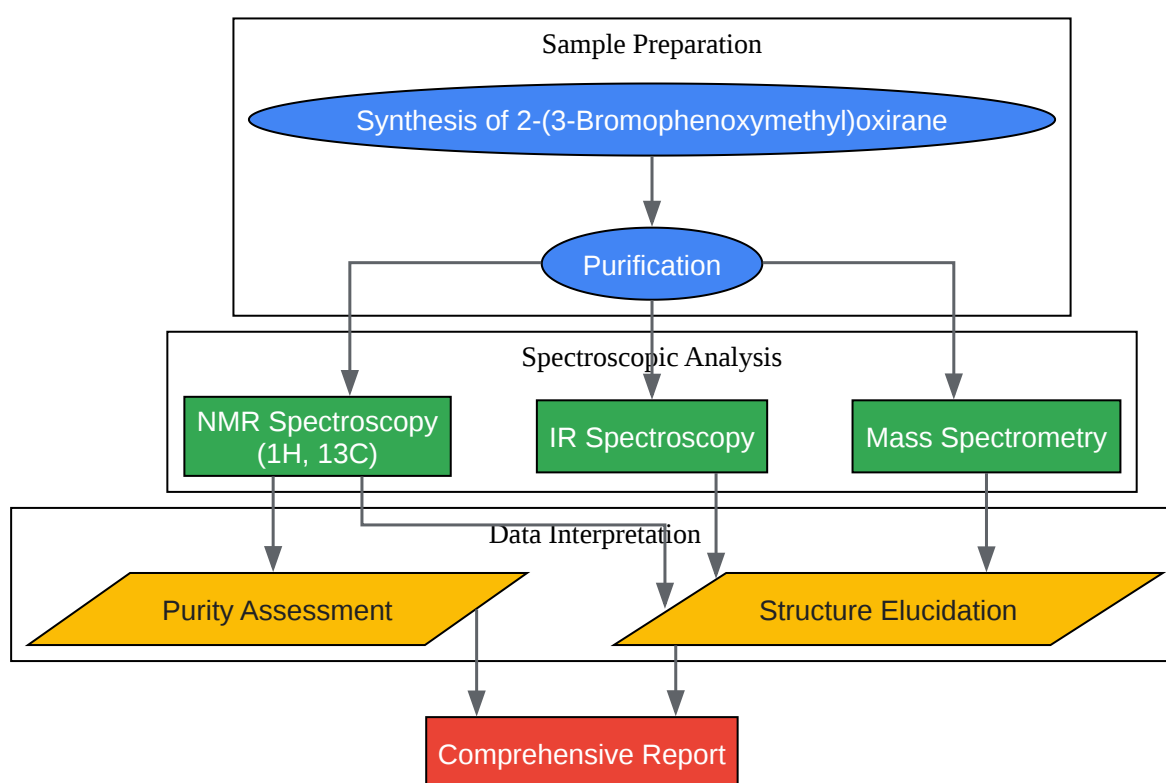 Sample Preparation
Synthesis of 2-(3-Bromophenoxymethyl)oxirane
Purification
Spectroscopic Analysis
NMR Spectroscopy
(1H, 13C)
IR Spectroscopy
Mass Spectrometry
Data Interpretation
Purity Assessment
Structure Elucidation
Comprehensive Report